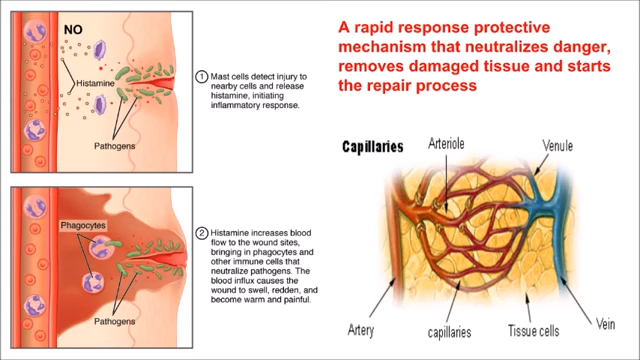 NO
Histamine
Pathogens
1 Mast cells detect injury to
nearby cells and release
histamine, initiating
inflammatory response.
Phagocytes
Pathogens
2 Histamine increases blood
flow to the wound sites,
bringing in phagocytes and
other immune cells that
neutralize pathogens. The
blood influx causes the
wound to swell, redden, and
become warm and painful.
A rapid response protective
mechanism that neutralizes danger,
removes damaged tissue and starts
the repair process
Capillaries
Arteriole
Venule
Artery
capillaries
Tissue cells
Vein